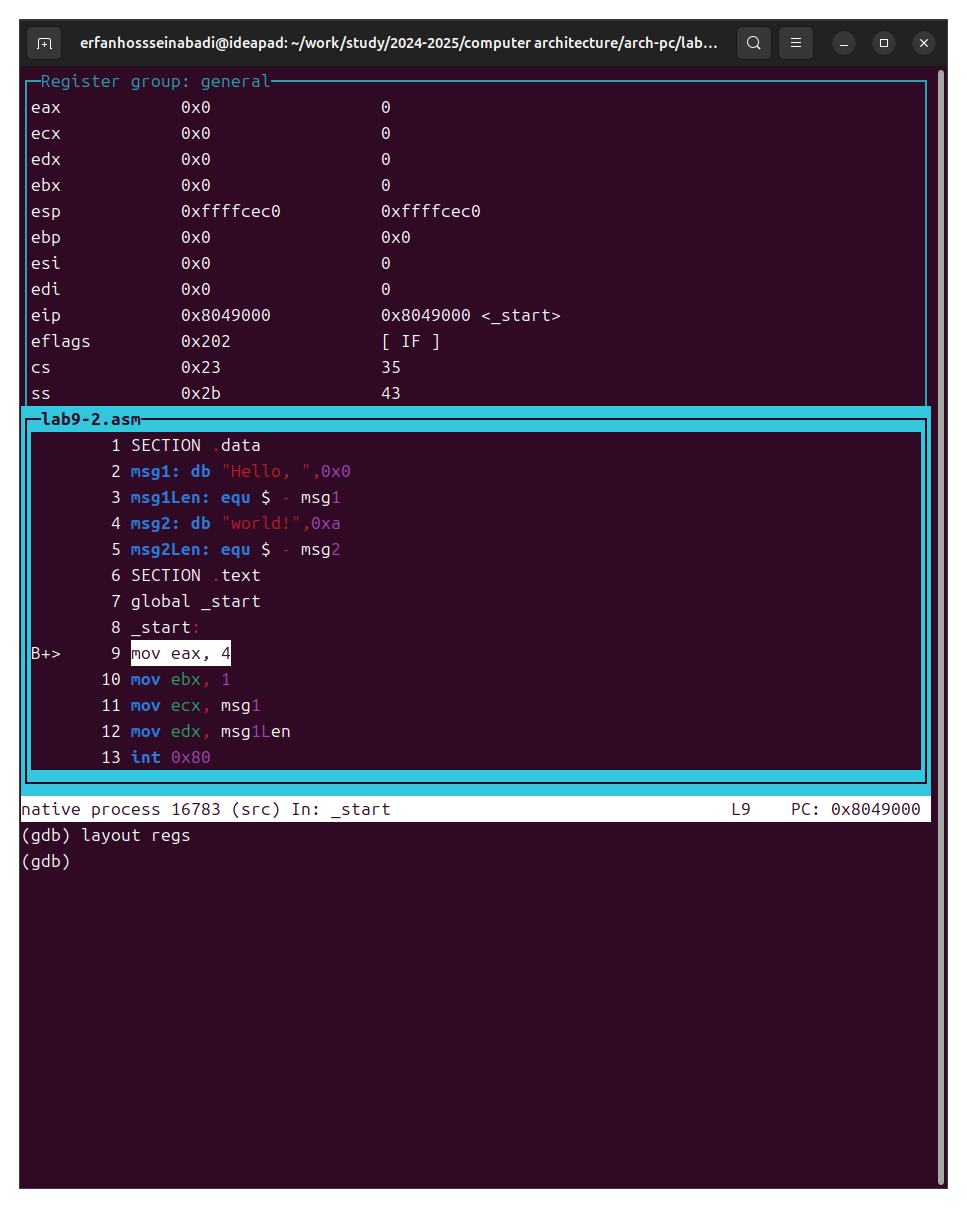 erfanhossseinabadi@ideapad: ~/work/study/2024-2025/computer architecture/arch-pc/lab...
Register group: general
eax 0x0 0
ecx 0x0 0
edx 0x0 0
ebx 0x0 0
esp 0xffffcec0 0xffffcec0
ebp 0x0 0x0
esi 0x0 0
edi 0x0 0
eip 0x8049000 0x8049000 <_start>
eflags 0x202 [ IF ]
cs 0x23 35
ss 0x2b 43
lab9-2.asm
1 SECTION .data
2 msg1: db "Hello, ",0x0
3 msg1Len: equ $ - msg1
4 msg2: db "world!",0xa
5 msg2Len: equ $ - msg2
6 SECTION .text
7 global _start
8 _start:
B+> 9 mov eax, 4
10 mov ebx, 1
11 mov ecx, msg1
12 mov edx, msg1Len
13 int 0x80
native process 16783 (src) In: _start L9 PC: 0x8049000
(gdb) layout regs
(gdb)